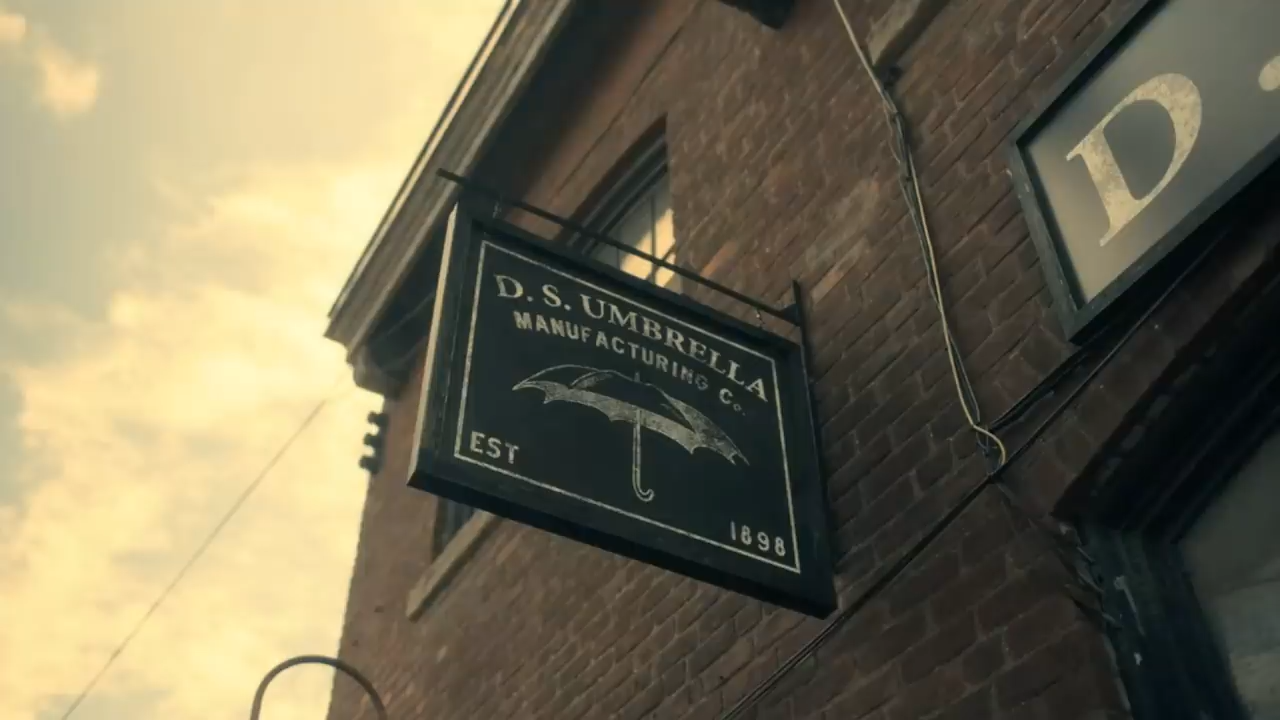 D. S. UMBRELLA
MANUFACTURING Co.
EST
1898
D.